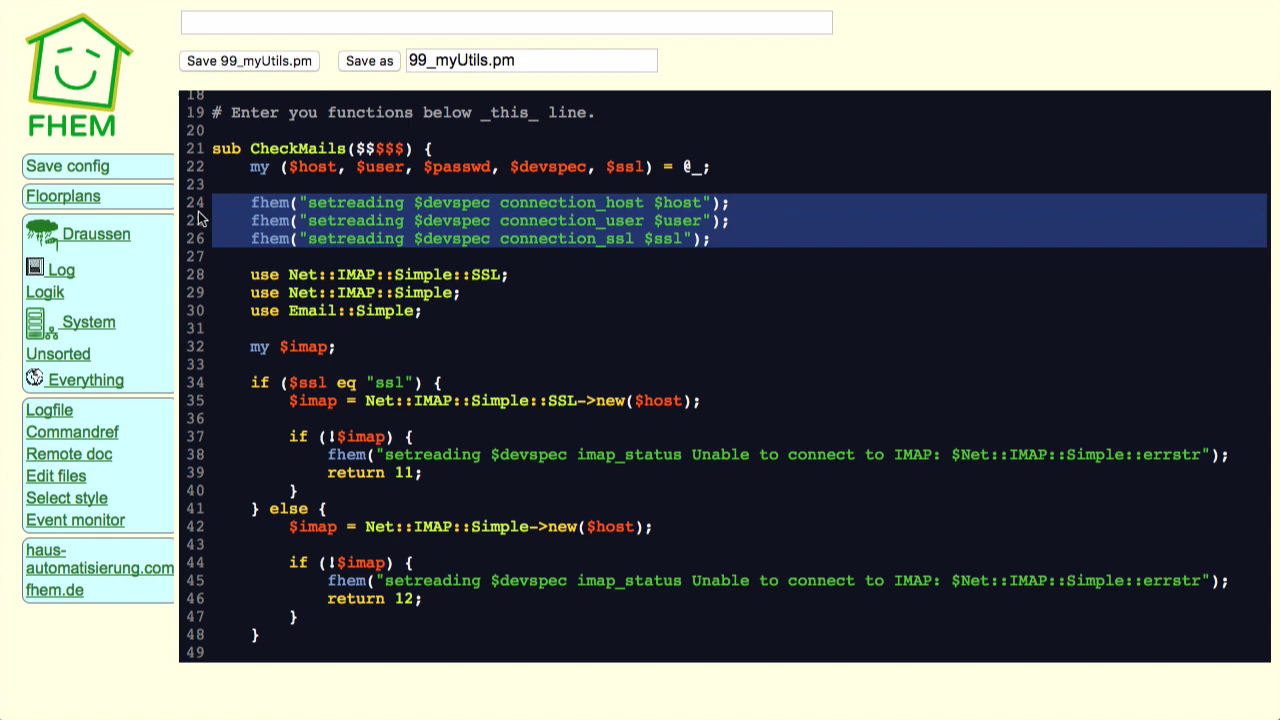 FHEM
Save config
Floorplans
Draussen
Log
Logik
System
Unsorted
Everything
Logfile
Commandref
Remote doc
Edit files
Select style
Event monitor
haus-
automatisierung.com
fhem.de
Save 99_myUtils.pm Save as 99_myUtils.pm
18
19 # Enter you functions below _this_ line.
20
21 sub CheckMails($$$$$) {
22 my ($host, $user, $passwd, $devspec, $ssl) = @_;
23
24 fhem("setreading $devspec connection_host $host");
25 fhem("setreading $devspec connection_user $user");
26 fhem("setreading $devspec connection_ssl $ssl");
27
28 use Net::IMAP::Simple::SSL;
29 use Net::IMAP::Simple;
30 use Email::Simple;
31
32 my $imap;
33
34 if ($ssl eq "ssl") {
35 $imap = Net::IMAP::Simple::SSL->new($host);
36
37 if (!$imap) {
38 fhem("setreading $devspec imap_status Unable to connect to IMAP: $Net::IMAP::Simple::errstr");
39 return 11;
40 }
41 } else {
42 $imap = Net::IMAP::Simple->new($host);
43
44 if (!$imap) {
45 fhem("setreading $devspec imap_status Unable to connect to IMAP: $Net::IMAP::Simple::errstr");
46 return 12;
47 }
48 }
49